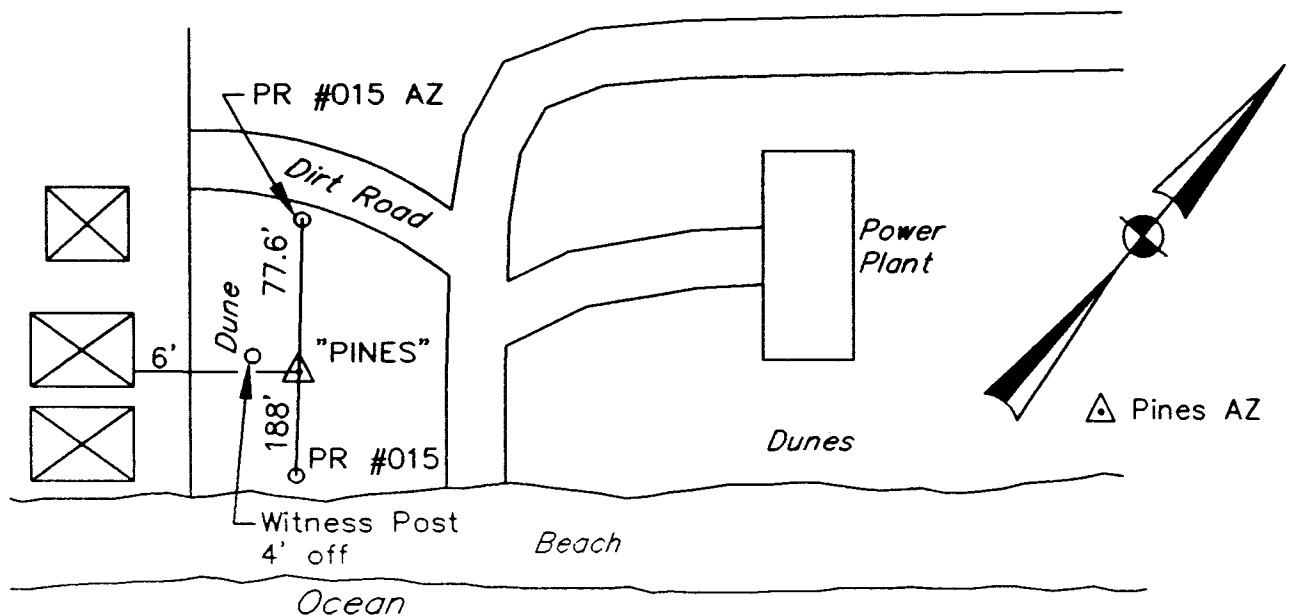 PR #015 AZ
Dirt Road
77.6'
Dune
Power
Plant
"PINES"
6'
188'
Pines AZ
Dunes
PR #015
Witness Post
4' off
Beach
Ocean